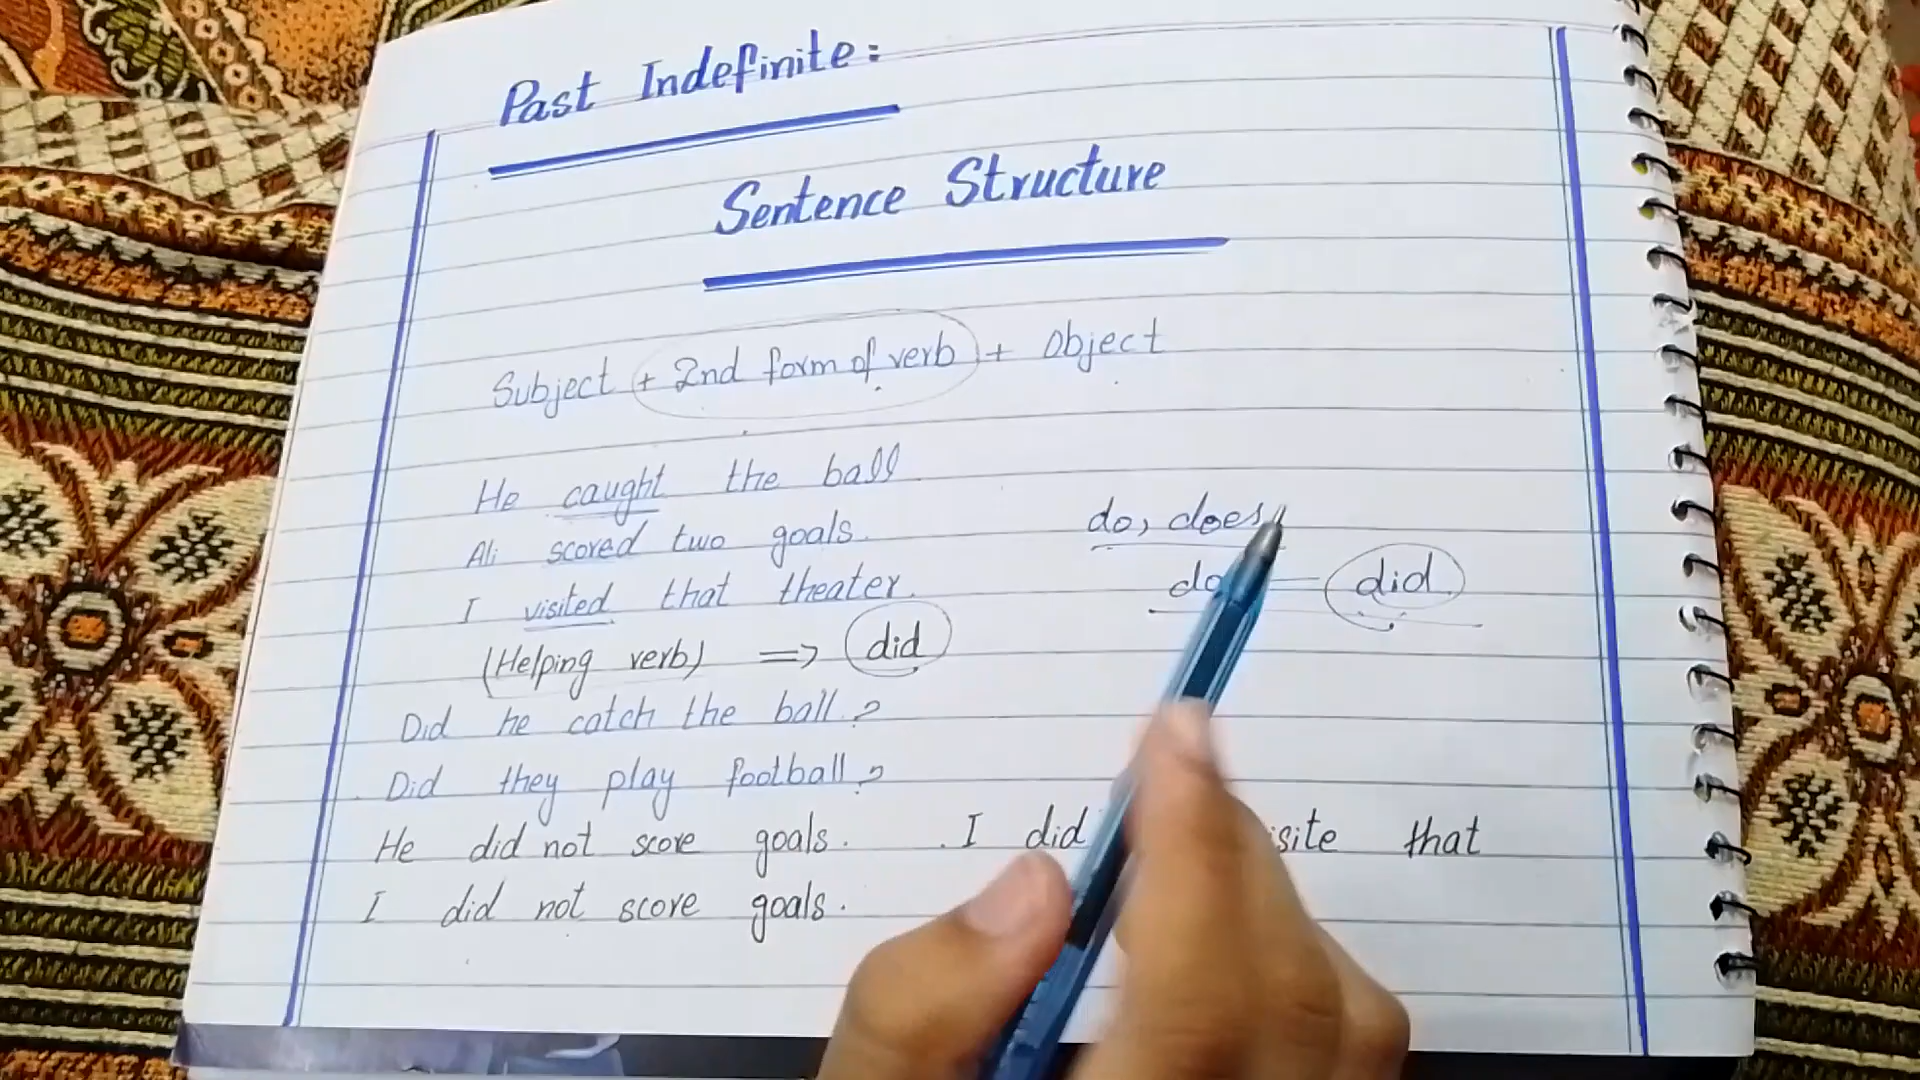 Past Indefinite:
Sentence Structure
Subject + 2nd form of verb + Object
He caught the ball
Ali scored two goals.
I visited that theater.
(Helping verb) => did
Did he catch the ball?
Did they play football?
He did not score goals.
I did not score goals.
do, does
do = did
I did that